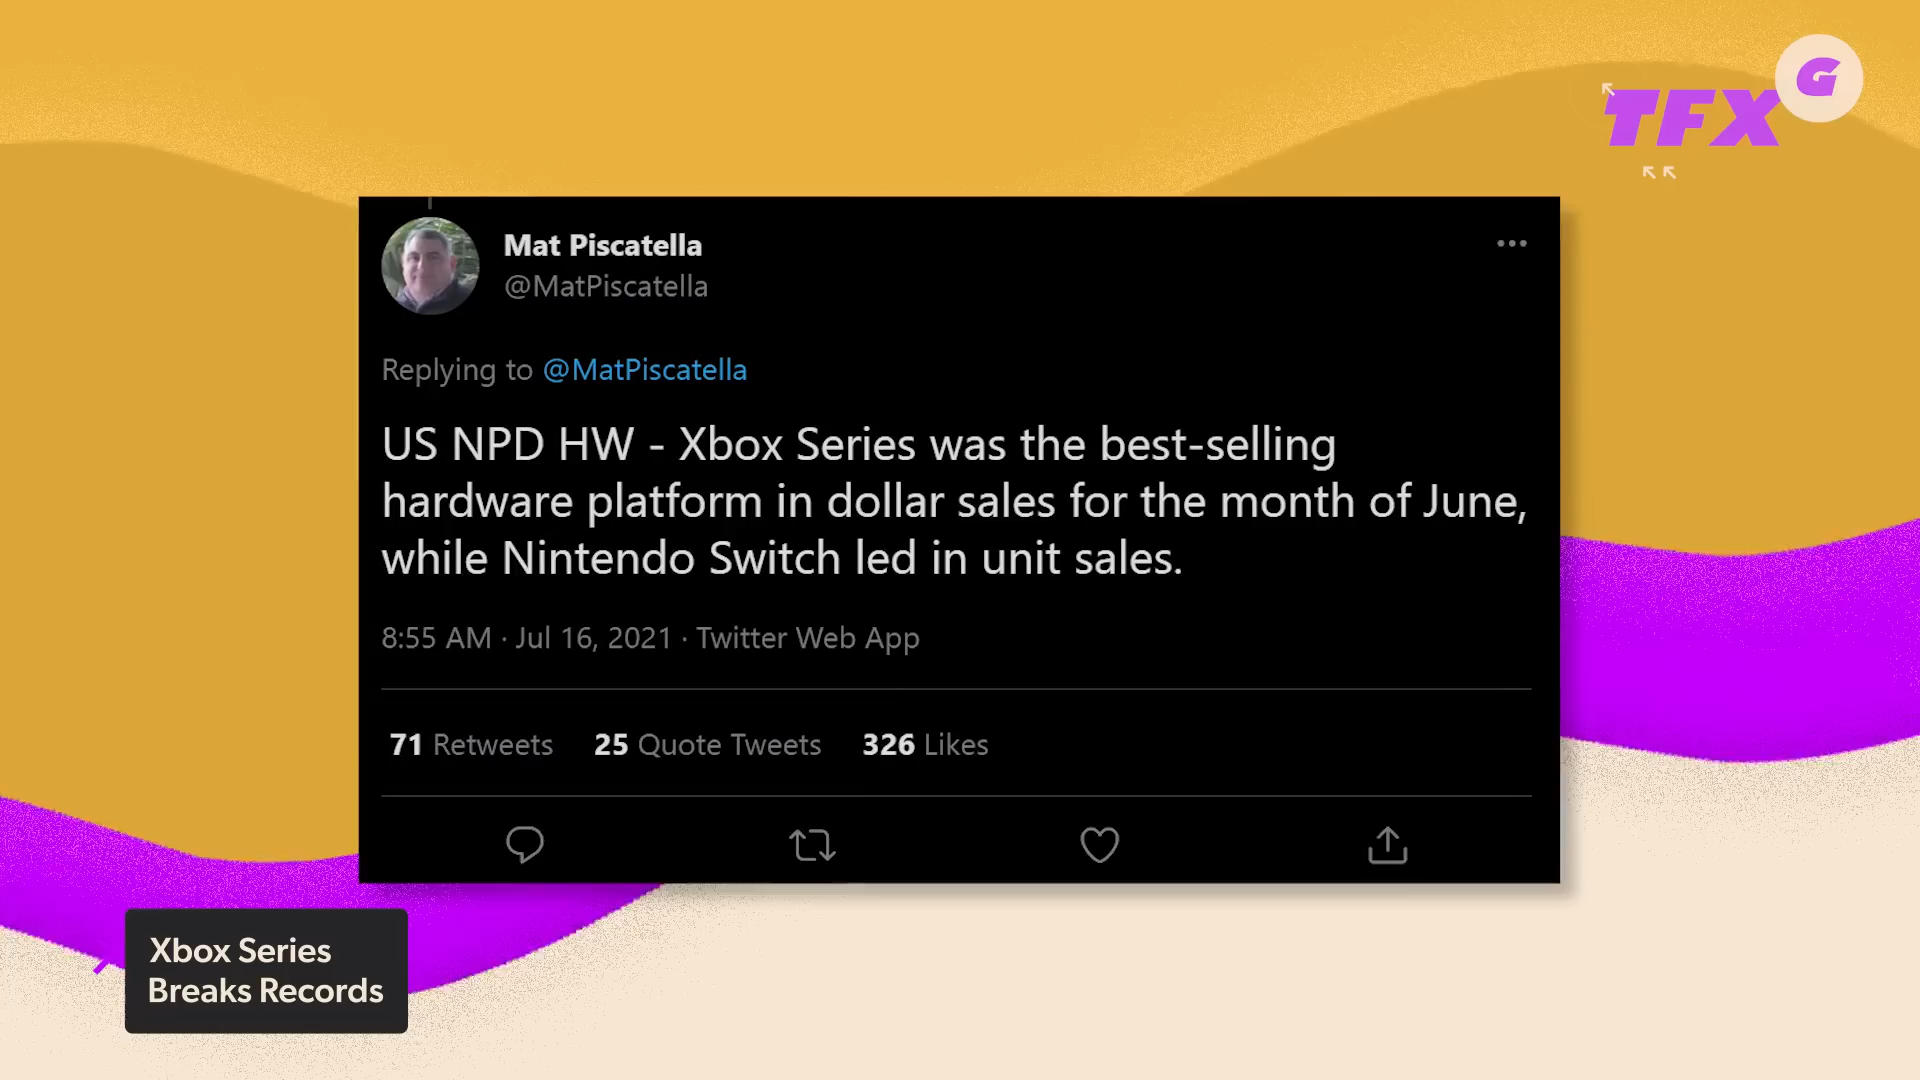 G
TFX
Mat Piscatella
@MatPiscatella
Replying to @MatPiscatella
US NPD HW - Xbox Series was the best-selling
hardware platform in dollar sales for the month of June,
while Nintendo Switch led in unit sales.
8:55 AM · Jul 16, 2021 · Twitter Web App
71 Retweets 25 Quote Tweets 326 Likes
Xbox Series
Breaks Records